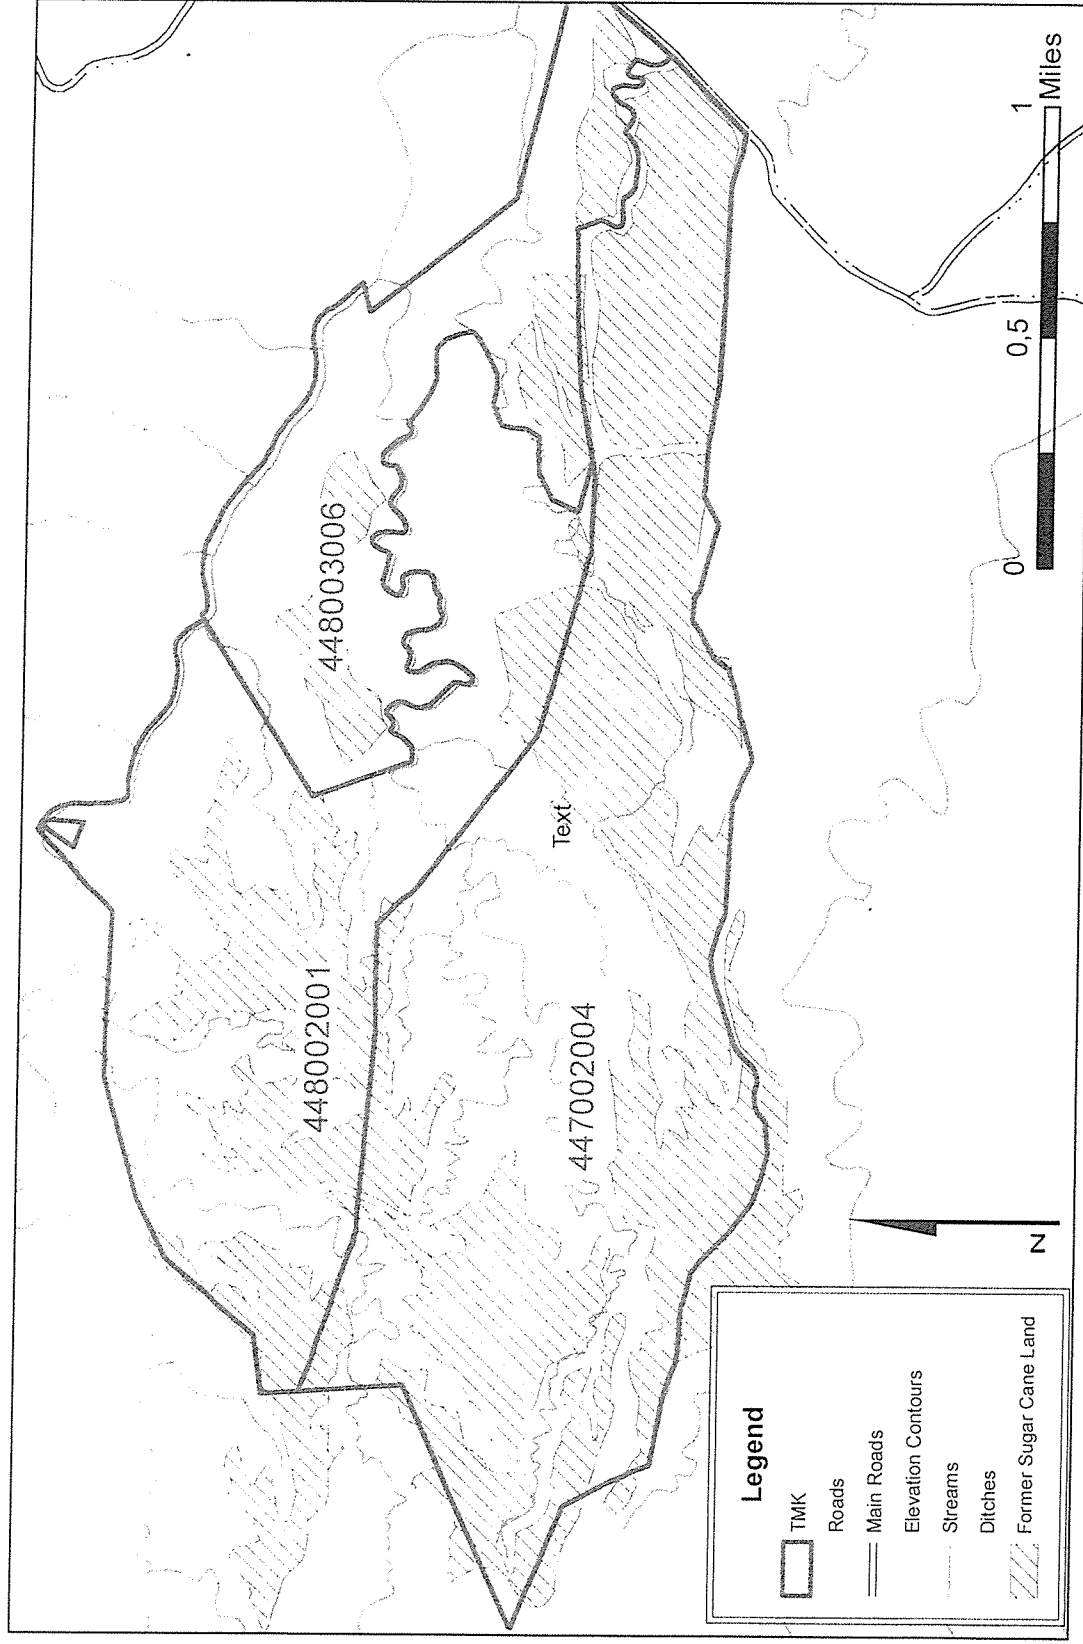 448003006
448002001
Text
447002004
0
0,5
1
Miles
N
Legend
TMK
Roads
Main Roads
Elevation Contours
Streams
Ditches
Former Sugar Cane Land